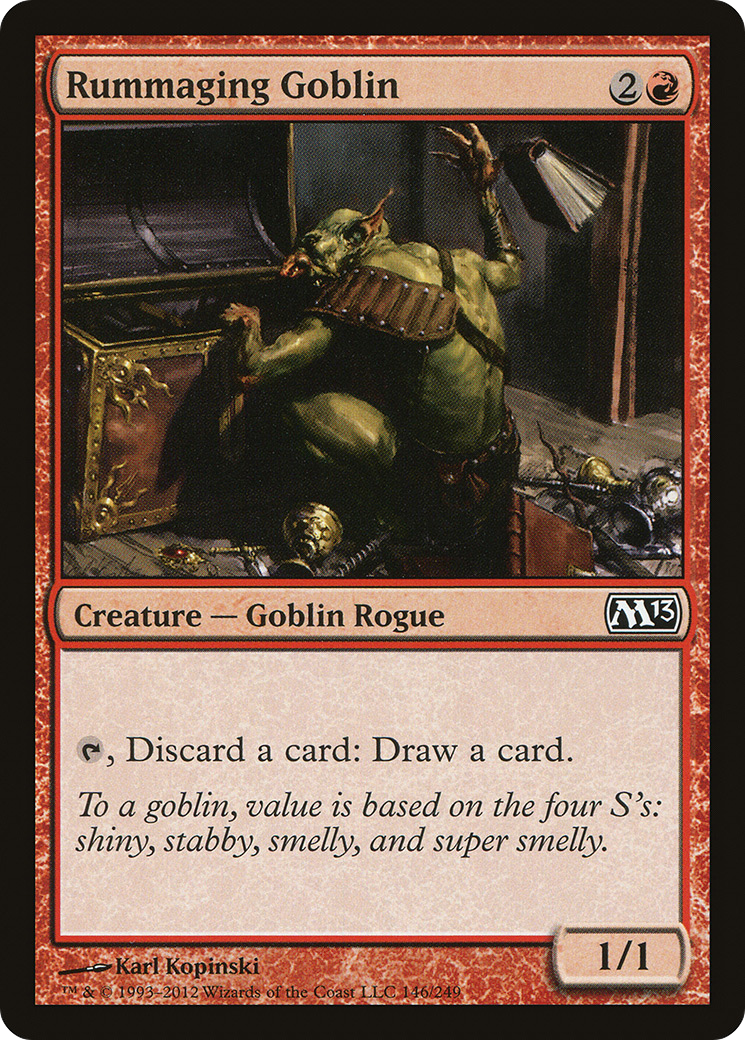 Rummaging Goblin 2
Creature — Goblin Rogue M13
, Discard a card: Draw a card.
To a goblin, value is based on the four S's:
shiny, stabby, smelly, and super smelly.
1/1
Karl Kopinski
™ & © 1993–2012 Wizards of the Coast LLC 146/249